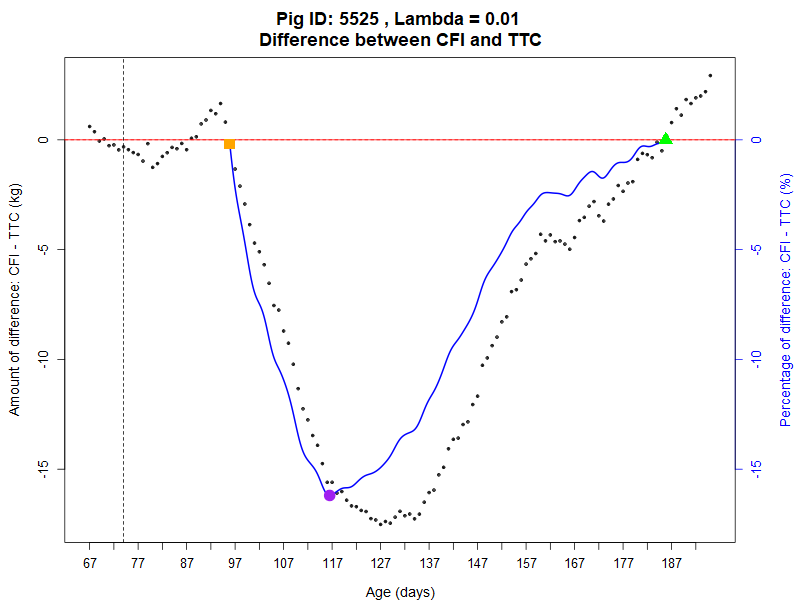 Pig ID: 5525 , Lambda = 0.01
Difference between CFI and TTC
Amount of difference: CFI - TTC (kg)
0
-5
-10
-15
0
-5
-10
-15
Percentage of difference: CFI - TTC (%)
67 77 87 97 107 117 127 137 147 157 167 177 187
Age (days)